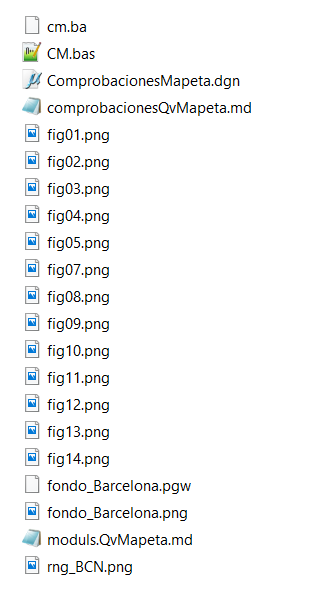 cm.ba
CM.bas
ComprobacionesMapeta.dgn
comprobacionesQvMapeta.md
fig01.png
fig02.png
fig03.png
fig04.png
fig05.png
fig07.png
fig08.png
fig09.png
fig10.png
fig11.png
fig12.png
fig13.png
fig14.png
fondo_Barcelona.pgw
fondo_Barcelona.png
moduls.QvMapeta.md
rng_BCN.png